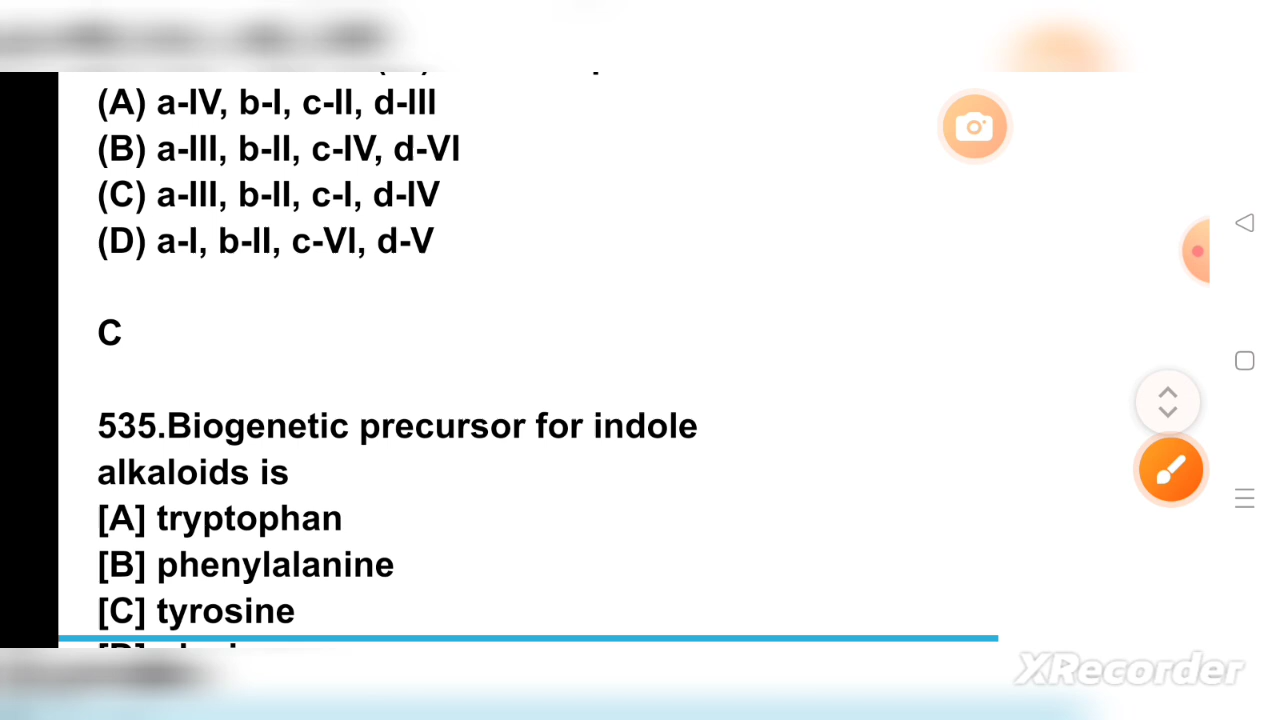 (A) a-IV, b-I, c-II, d-III
(B) a-III, b-II, c-IV, d-VI
(C) a-III, b-II, c-I, d-IV
(D) a-I, b-II, c-VI, d-V
C
535.Biogenetic precursor for indole
alkaloids is
[A] tryptophan
[B] phenylalanine
[C] tyrosine
XRecorder